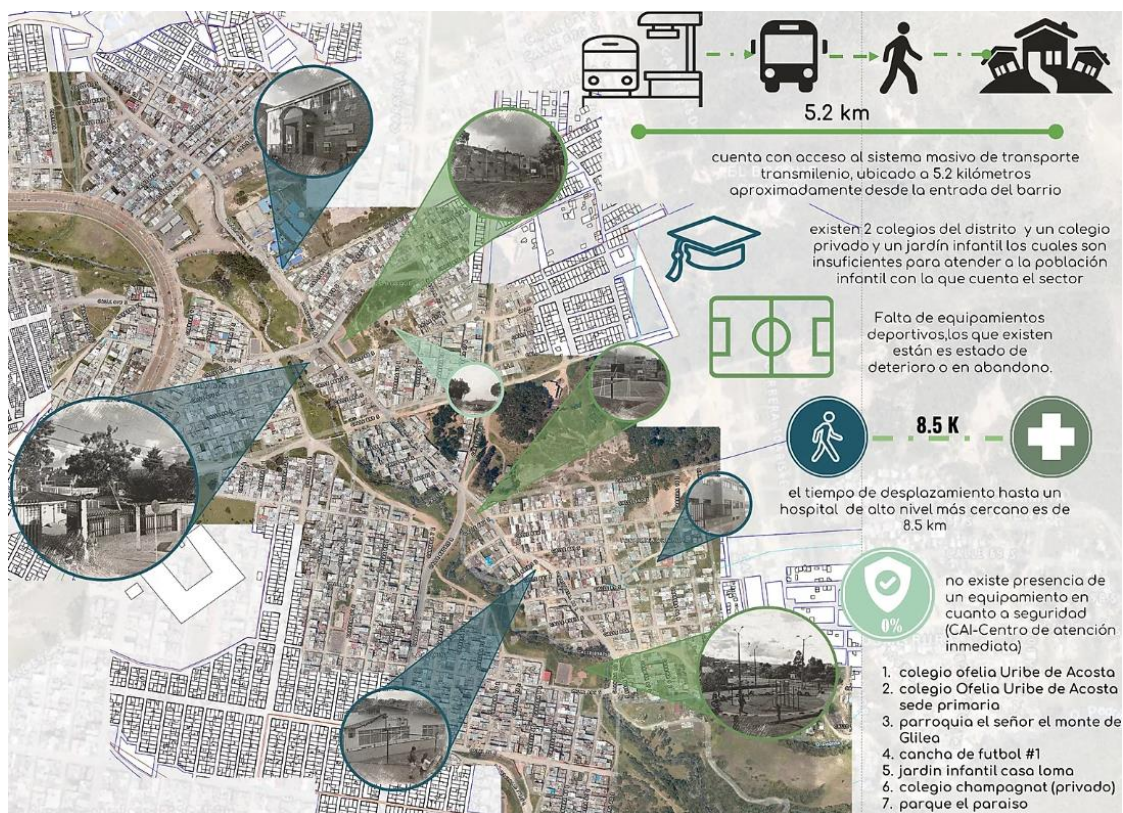 5.2 km
cuenta con acceso al sistema masivo de transporte
transmilenio, ubicado a 5.2 kilómetros
aproximadamente desde la entrada del barrio
existen 2 colegios del distrito y un colegio
privado y un jardín infantil los cuales son
insuficientes para atender a la población
infantil con la que cuenta el sector
Falta de equipamientos
deportivos,los que existen
están es estado de
deterioro o en abandono.
8.5 K
el tiempo de desplazamiento hasta un
hospital de alto nivel más cercano es de
8.5 km
0%
no existe presencia de
un equipamiento en
cuanto a seguridad
(CAI-Centro de atención
inmediata)
1. colegio ofelia Uribe de Acosta
2. colegio Ofelia Uribe de Acosta
sede primaria
3. parroquia el señor el monte de
Glilea
4. cancha de futbol #1
5. jardin infantil casa loma
6. colegio champagnat (privado)
7. parque el paraiso